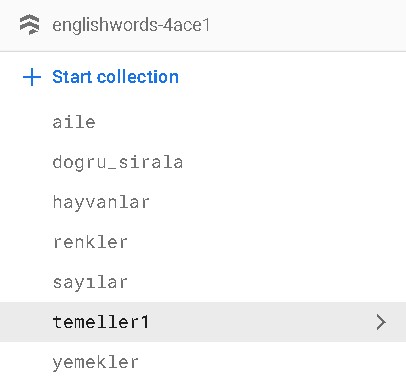 englishwords-4ace1
Start collection
aile
dogru_sirala
hayvanlar
renkler
sayılar
temeller1
yemekler